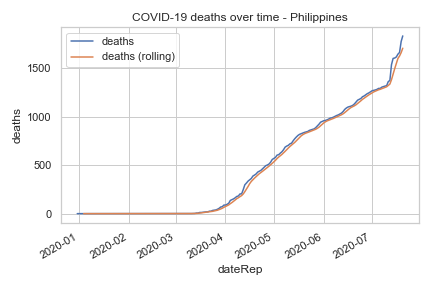 COVID-19 deaths over time - Philippines
deaths
deaths (rolling)
1500
1000
500
0
deaths
2020-01
2020-02
2020-03
2020-04
2020-05
2020-06
2020-07
dateRep